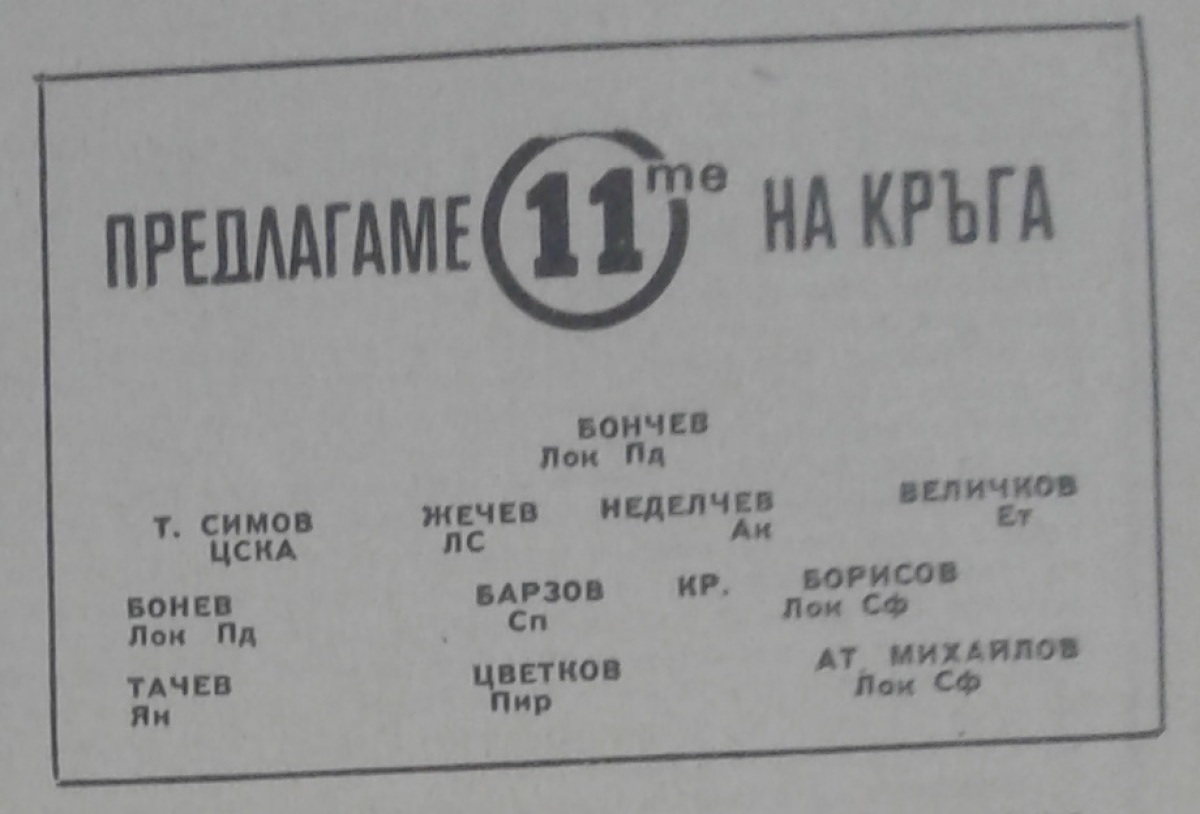 ПРЕДЛАГАМЕ 11те НА КРЪГА
БОНЧЕВ
Лок Пд
Т. СИМОВ ЖЕЧЕВ НЕДЕЛЧЕВ ВЕЛИЧКОВ
ЦСКА ЛС Ак Ет
БОНЕВ БАРЗОВ КР. БОРИСОВ
Лок Пд Сп Лок Сф
ТАЧЕВ ЦВЕТКОВ АТ. МИХАЙЛОВ
Ян Пир Лок Сф